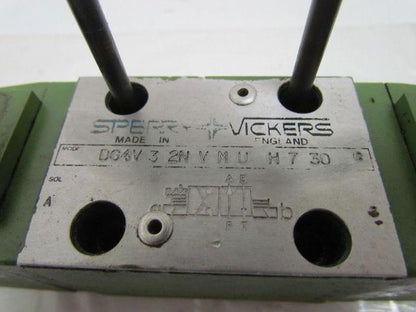 SPERRY VICKERS
MADE IN ENGLAND
MODEL DG4V 3 2N V M U H 7 30
SOL
A
A B
b
P T